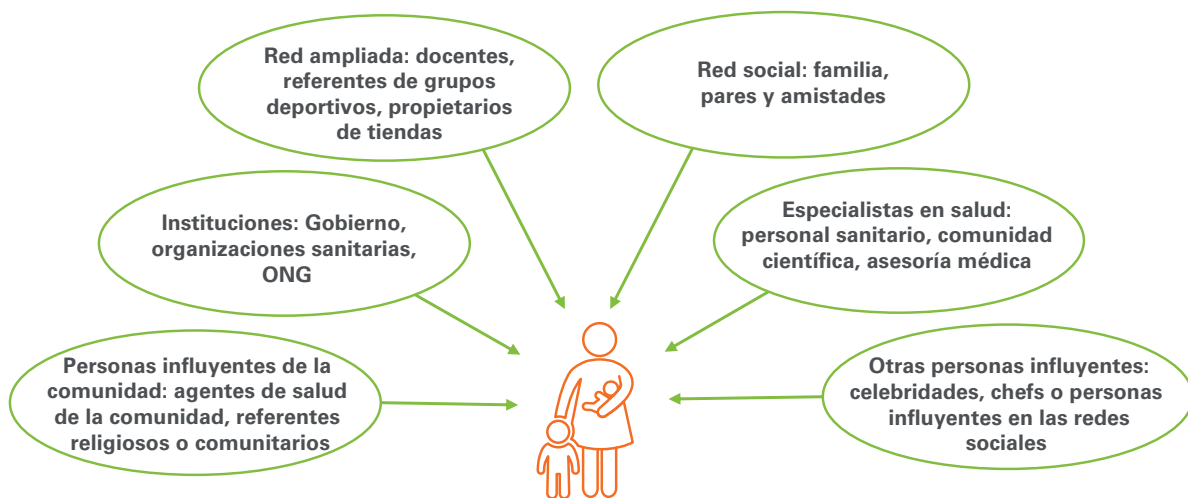 Red ampliada: docentes,
referentes de grupos
deportivos, propietarios
de tiendas
Red social: familia,
pares y amistades
Instituciones: Gobierno,
organizaciones sanitarias,
ONG
Especialistas en salud:
personal sanitario, comunidad
científica, asesoría médica
Personas influyentes de la
comunidad: agentes de salud
de la comunidad, referentes
religiosos o comunitarios
Otras personas influyentes:
celebridades, chefs o personas
influyentes en las redes
sociales